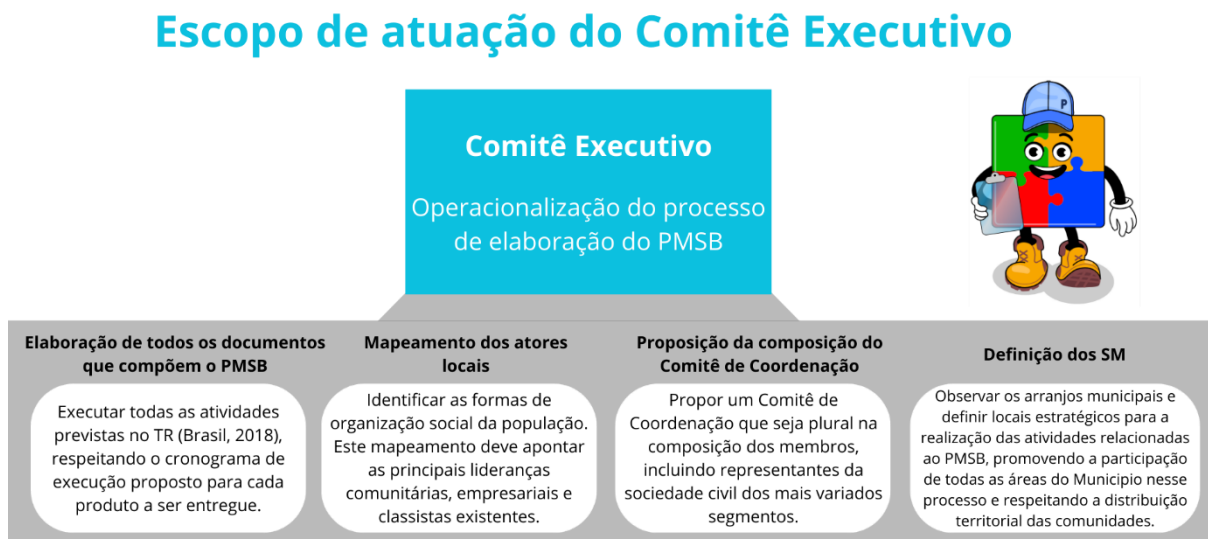 Escopo de atuação do Comitê Executivo
Comitê Executivo
Operacionalização do processo
de elaboração do PMSB
P
Elaboração de todos os documentos
que compõem o PMSB
Executar todas as atividades
previstas no TR (Brasil, 2018),
respeitando o cronograma de
execução proposto para cada
produto a ser entregue.
Mapeamento dos atores
locais
Identificar as formas de
organização social da população.
Este mapeamento deve apontar
as principais lideranças
comunitárias, empresariais e
classistas existentes.
Proposição da composição do
Comitê de Coordenação
Propor um Comitê de
Coordenação que seja plural na
composição dos membros,
incluindo representantes da
sociedade civil dos mais variados
segmentos.
Definição dos SM
Observar os arranjos municipais e
definir locais estratégicos para a
realização das atividades relacionadas
ao PMSB, promovendo a participação
de todas as áreas do Municipio nesse
processo e respeitando a distribuição
territorial das comunidades.